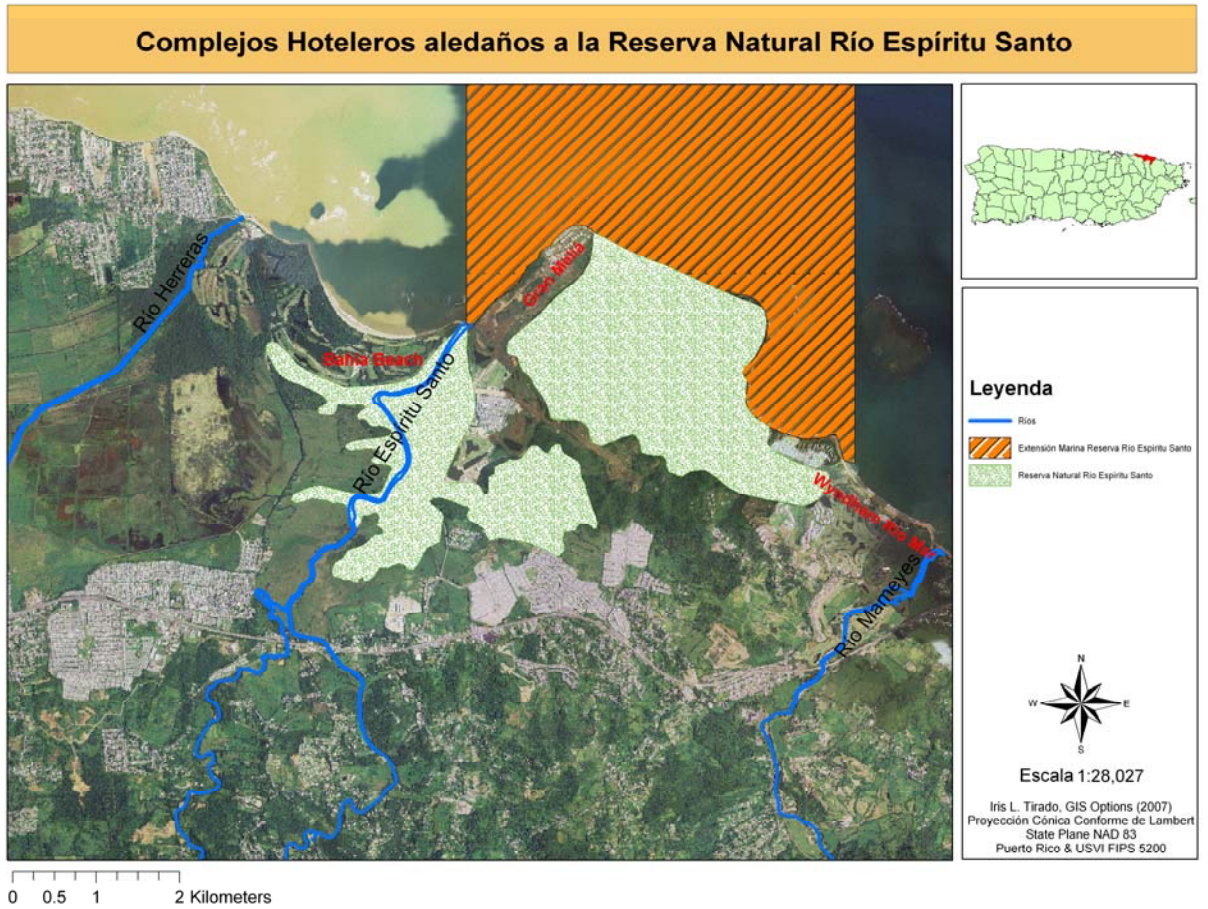 Complejos Hoteleros aledaños a la Reserva Natural Río Espíritu Santo
Río Herreras
Gran Melia
Bahia Beach
Río Espíritu Santo
Wyndham Rio Mar
Río Mameyes
Leyenda
Ríos
Extensión Marina Reserva Río Espíritu Santo
Reserva Natural Río Espíritu Santo
N
W
E
S
Escala 1:28,027
Iris L. Tirado, GIS Options (2007)
Proyección Cónica Conforme de Lambert
State Plane NAD 83
Puerto Rico & USVI FIPS 5200
0 0.5 1 2 Kilometers